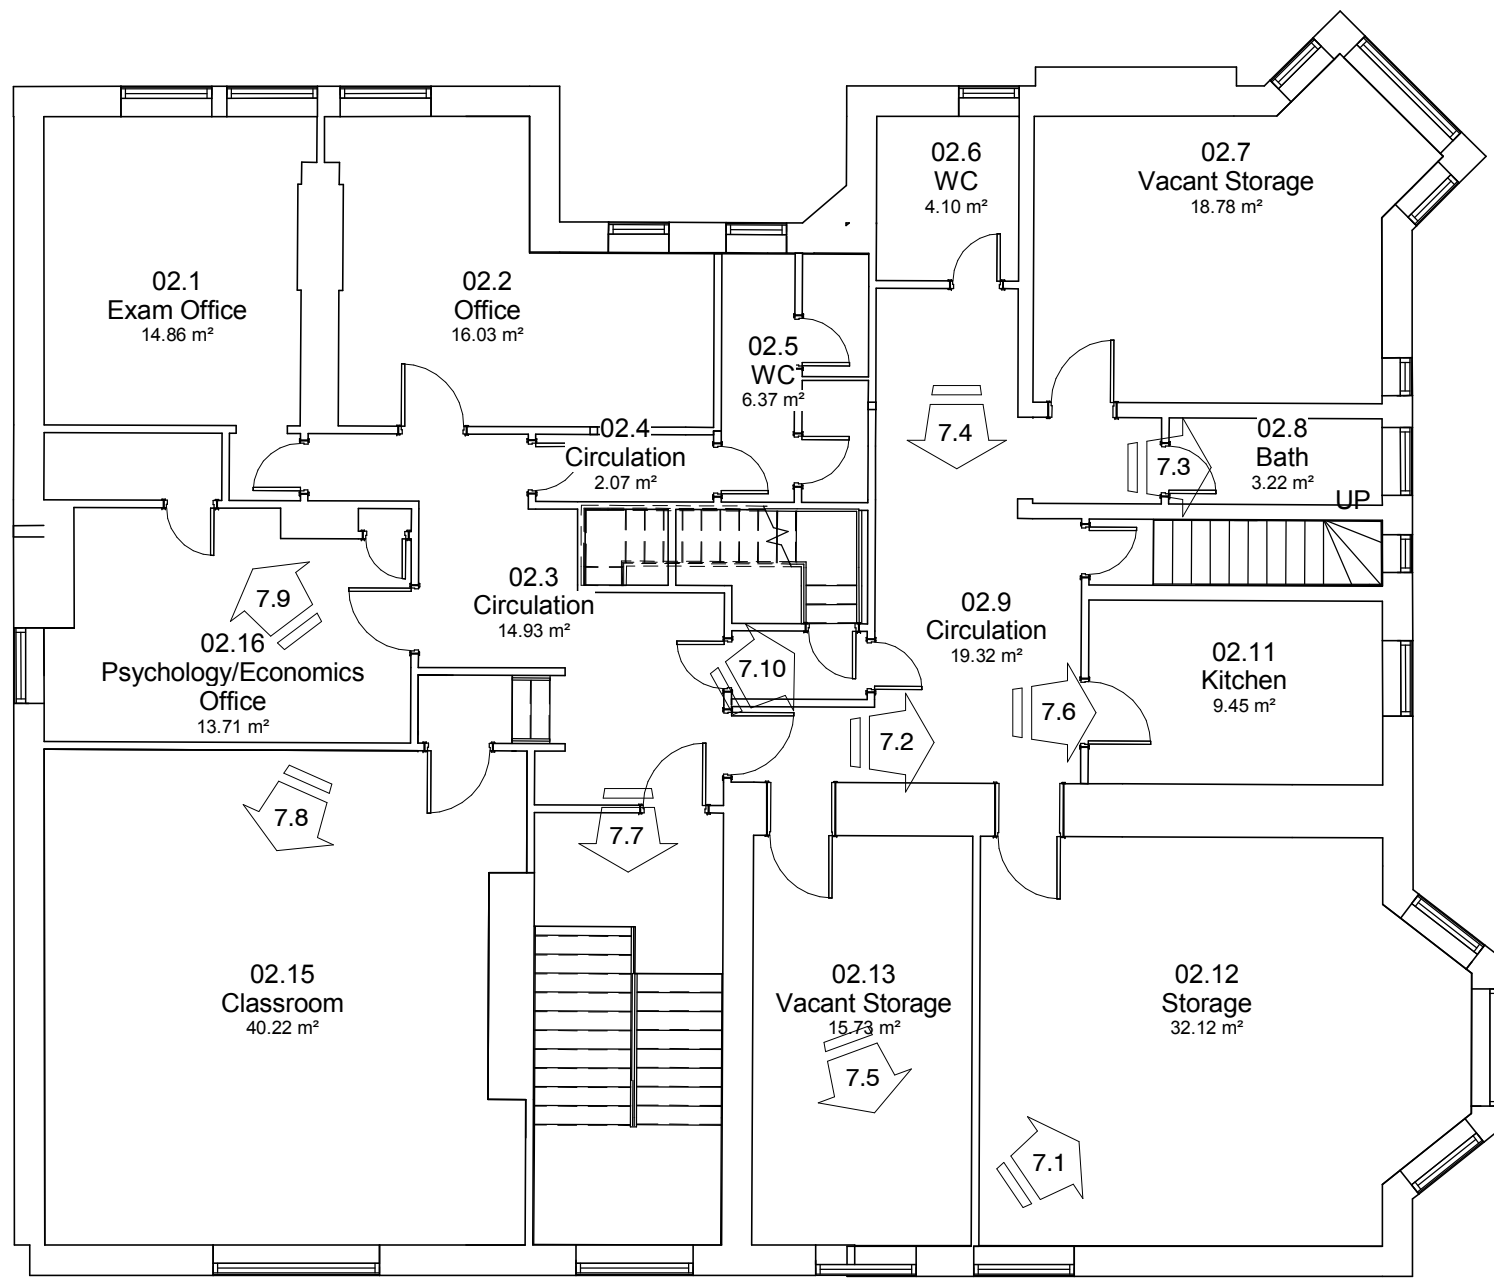 02.6
WC
4.10 m²
02.7
Vacant Storage
18.78 m²
02.1
Exam Office
14.86 m²
02.2
Office
16.03 m²
02.5
WC
6.37 m²
02.4
Circulation
2.07 m²
7.4
7.3
02.8
Bath
3.22 m²
UP
02.3
Circulation
14.93 m²
7.9
02.16
Psychology/Economics
Office
13.71 m²
02.9
Circulation
19.32 m²
7.10
02.11
Kitchen
9.45 m²
7.6
7.2
7.8
7.7
02.15
Classroom
40.22 m²
02.13
Vacant Storage
15.73 m²
02.12
Storage
32.12 m²
7.5
7.1